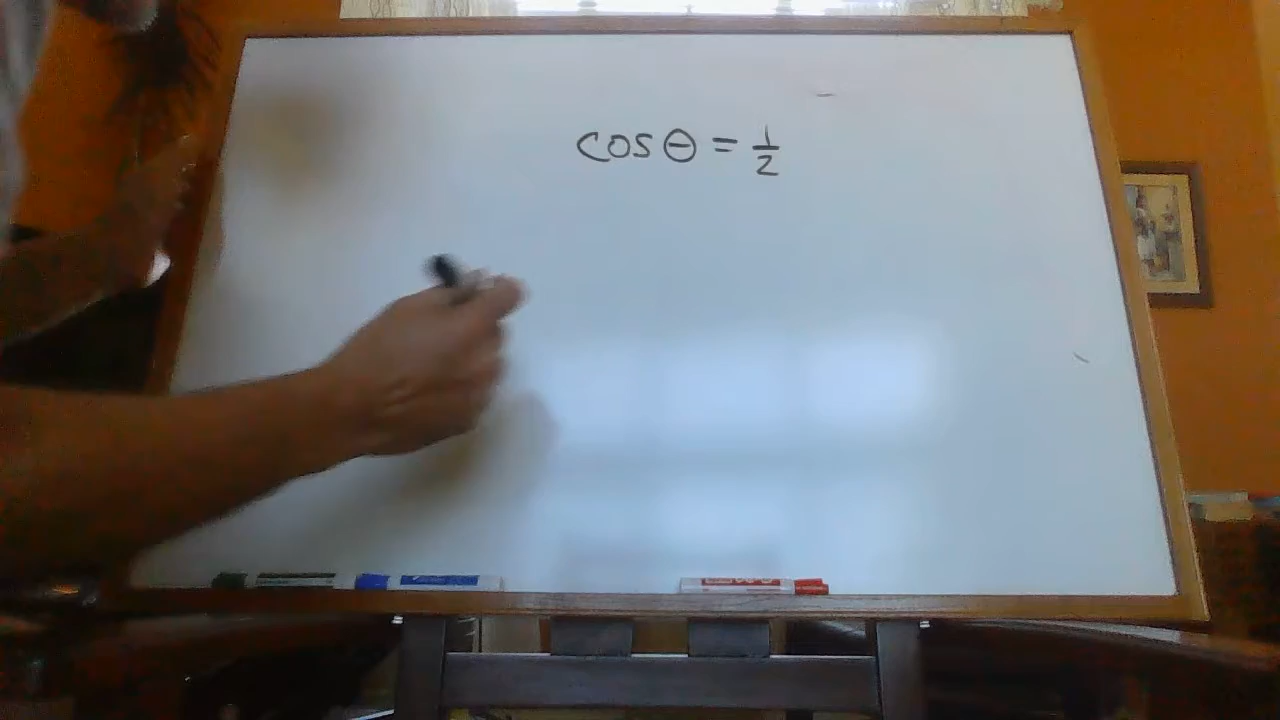 cos θ = 1/2